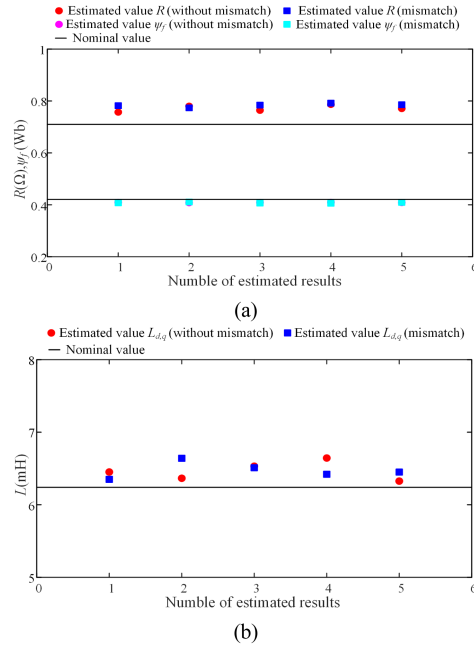 Estimated value R (without mismatch) Estimated value R (mismatch)
Estimated value ψf (without mismatch) Estimated value ψf (mismatch)
Nominal value
1
0.8
0.6
0.4
0.2
R(Ω),ψf(Wb)
0 1 2 3 4 5 6
Numble of estimated results
(a)
Estimated value Ld,q (without mismatch) Estimated value Ld,q (mismatch)
Nominal value
8
7
6
5
L(mH)
0 1 2 3 4 5 6
Numble of estimated results
(b)